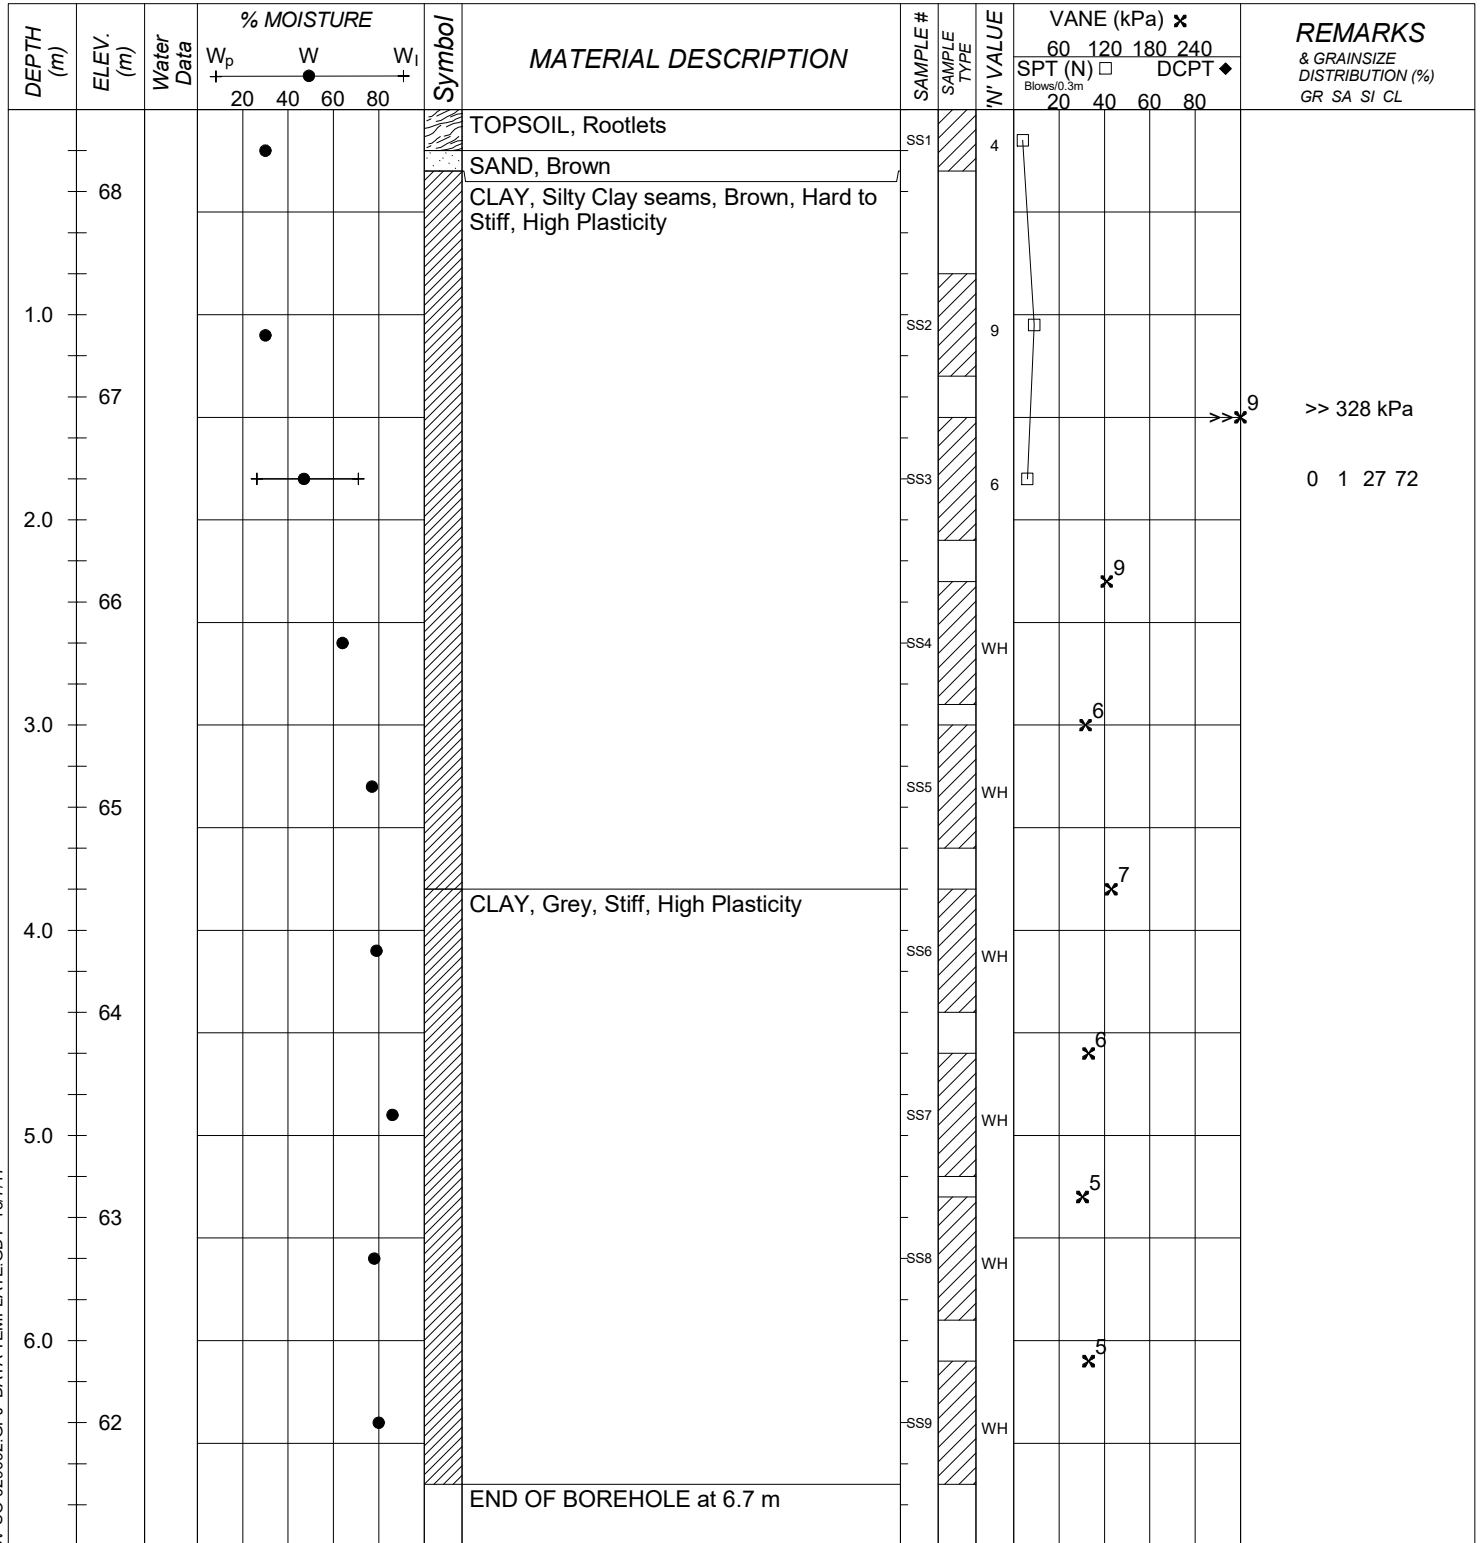 DEPTH (m)
ELEV. (m)
Water Data
% MOISTURE
Wp W Wl
20 40 60 80
Symbol
MATERIAL DESCRIPTION
SAMPLE #
SAMPLE TYPE
'N' VALUE
VANE (kPa)
60 120 180 240
SPT (N) DCPT
Blows/0.3m
20 40 60 80
REMARKS
& GRAINSIZE
DISTRIBUTION (%)
GR SA SI CL
TOPSOIL, Rootlets
SS1 4
SAND, Brown
68
CLAY, Silty Clay seams, Brown, Hard to
Stiff, High Plasticity
1.0
SS2 9
67
>> 9 >> 328 kPa
SS3 6 0 1 27 72
2.0
9
66
SS4 WH
3.0 6
SS5 WH
65
7
CLAY, Grey, Stiff, High Plasticity
4.0
SS6 WH
64
6
SS7 WH
5.0
5
63
SS8 WH
6.0
5
62 SS9 WH
END OF BOREHOLE at 6.7 m